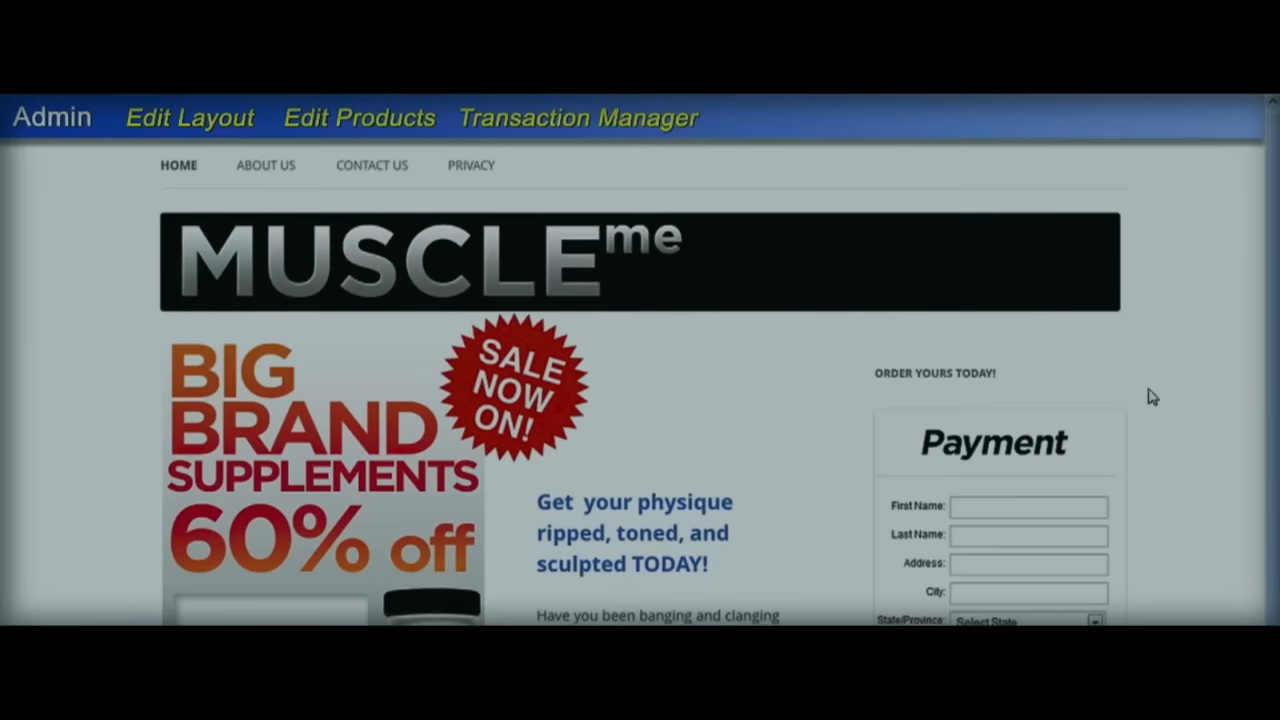 Admin Edit Layout Edit Products Transaction Manager
HOME ABOUT US CONTACT US PRIVACY
MUSCLEme
BIG
BRAND
SUPPLEMENTS
60% off
SALE
NOW
ON!
Get your physique
ripped, toned, and
sculpted TODAY!
Have you been banging and clanging
ORDER YOURS TODAY!
Payment
First Name:
Last Name:
Address:
City:
State/Province: Select State